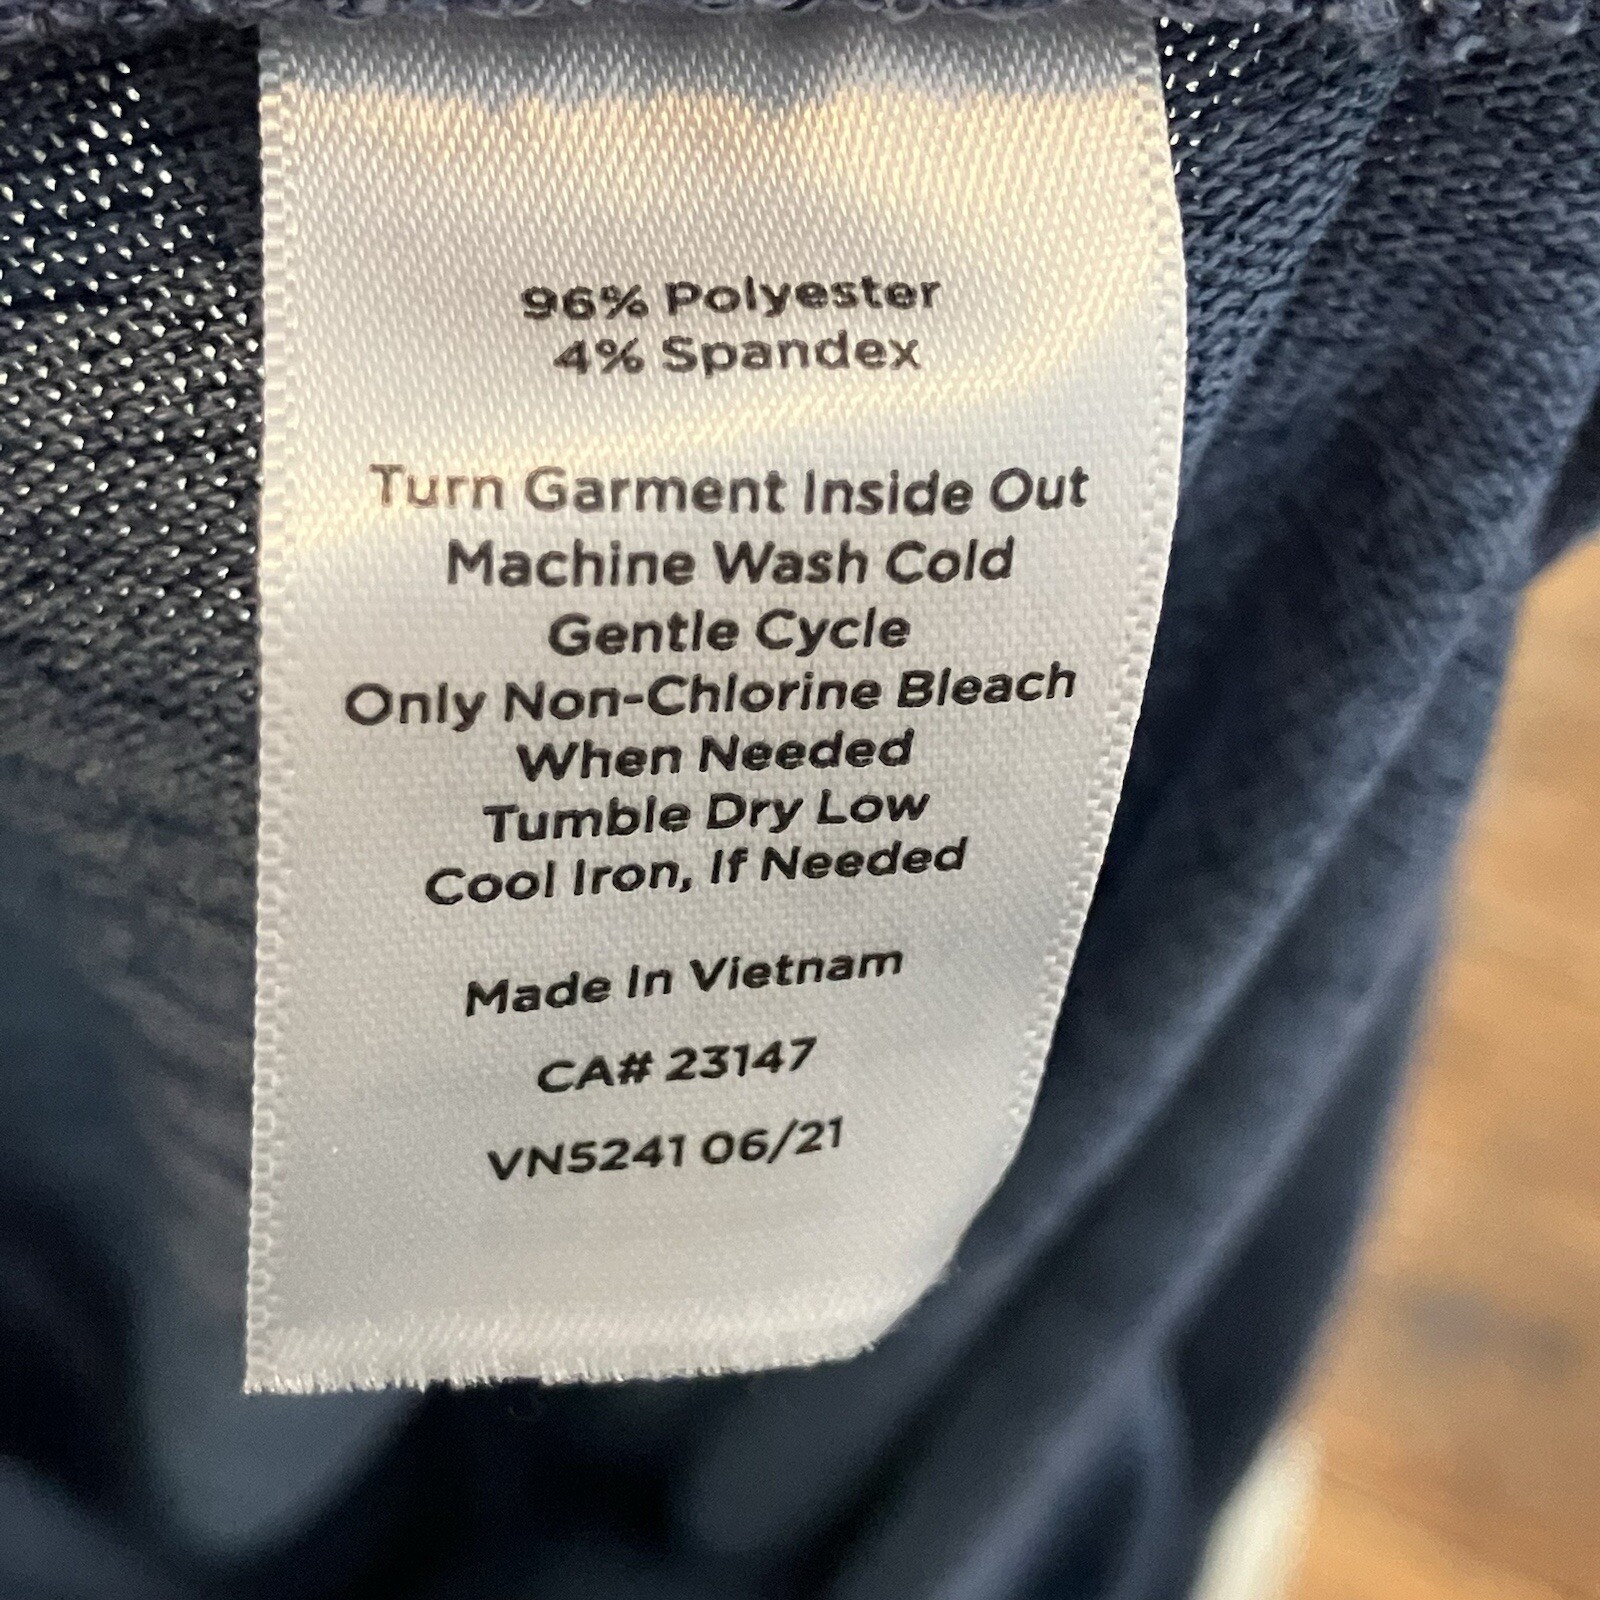 96% Polyester
4% Spandex
Turn Garment Inside Out
Machine Wash Cold
Gentle Cycle
Only Non-Chlorine Bleach
When Needed
Tumble Dry Low
Cool Iron, If Needed
Made In Vietnam
CA# 23147
VN5241 06/21